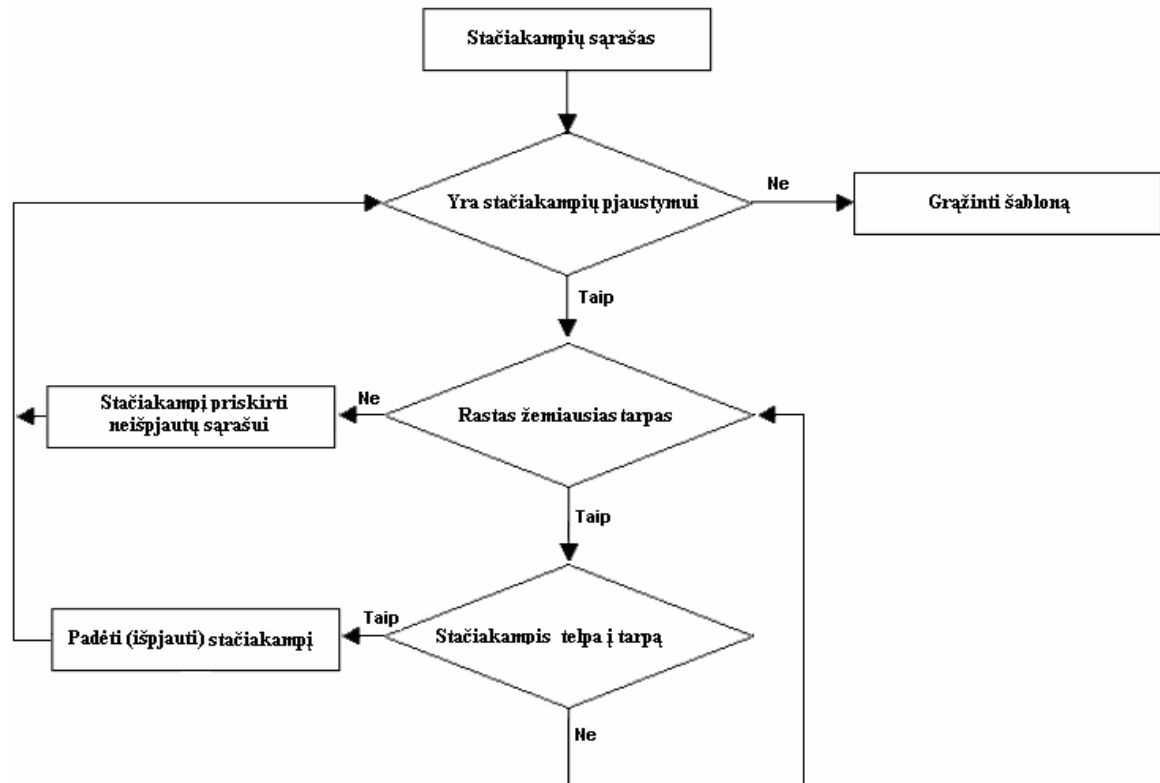 Stačiakampių sąrašas
Yra stačiakampių pjaustymui
Ne
Grąžinti šabloną
Taip
Stačiakampį priskirti
neišpjautų sąrašui
Ne
Rastas žemiausias tarpas
Taip
Padėti (išpjauti) stačiakampį
Taip
Stačiakampis telpa į tarpą
Ne